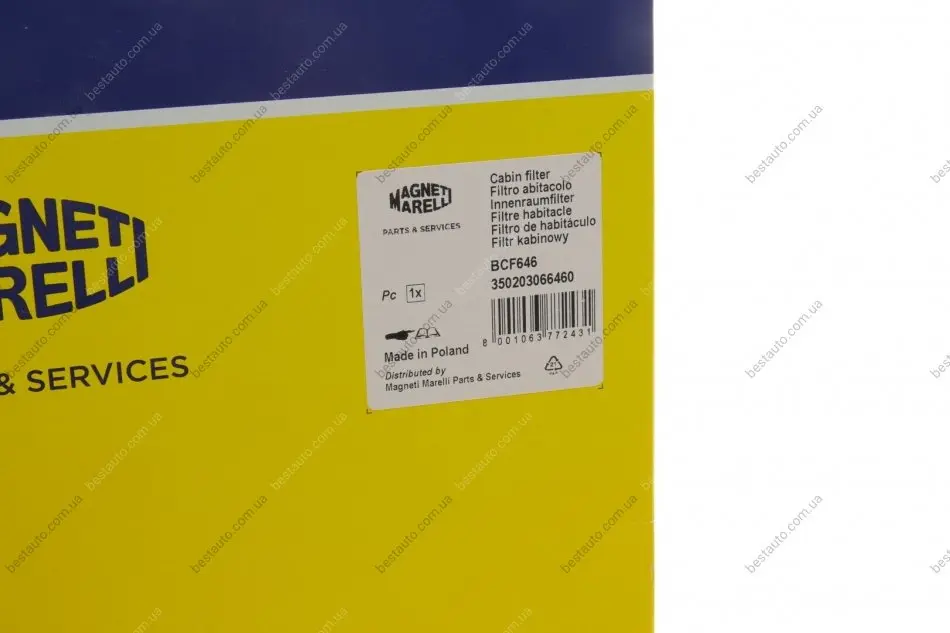 GNETI
RELLI
& SERVICES
MAGNETI
MARELLI
PARTS & SERVICES
Cabin filter
Filtro abitacolo
Innenraumfilter
Filtre habitacle
Filtro de habitáculo
Filtr kabinowy
BCF646
350203066460
Pc 1x
8 001063 772431
Made in Poland
Distributed by
Magneti Marelli Parts & Services
21
PAP
bestauto.com.ua